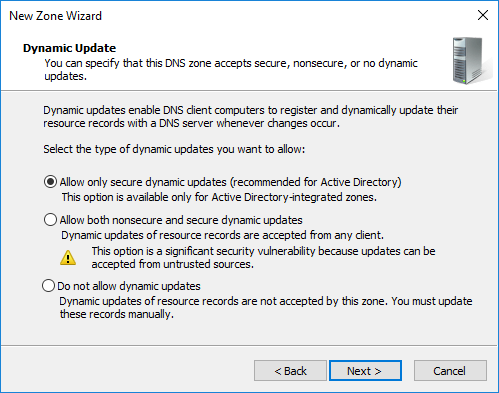 New Zone Wizard
Dynamic Update
You can specify that this DNS zone accepts secure, nonsecure, or no dynamic
updates.
Dynamic updates enable DNS client computers to register and dynamically update their
resource records with a DNS server whenever changes occur.
Select the type of dynamic updates you want to allow:
Allow only secure dynamic updates (recommended for Active Directory)
This option is available only for Active Directory-integrated zones.
Allow both nonsecure and secure dynamic updates
Dynamic updates of resource records are accepted from any client.
This option is a significant security vulnerability because updates can be
accepted from untrusted sources.
Do not allow dynamic updates
Dynamic updates of resource records are not accepted by this zone. You must update
these records manually.
< Back Next > Cancel